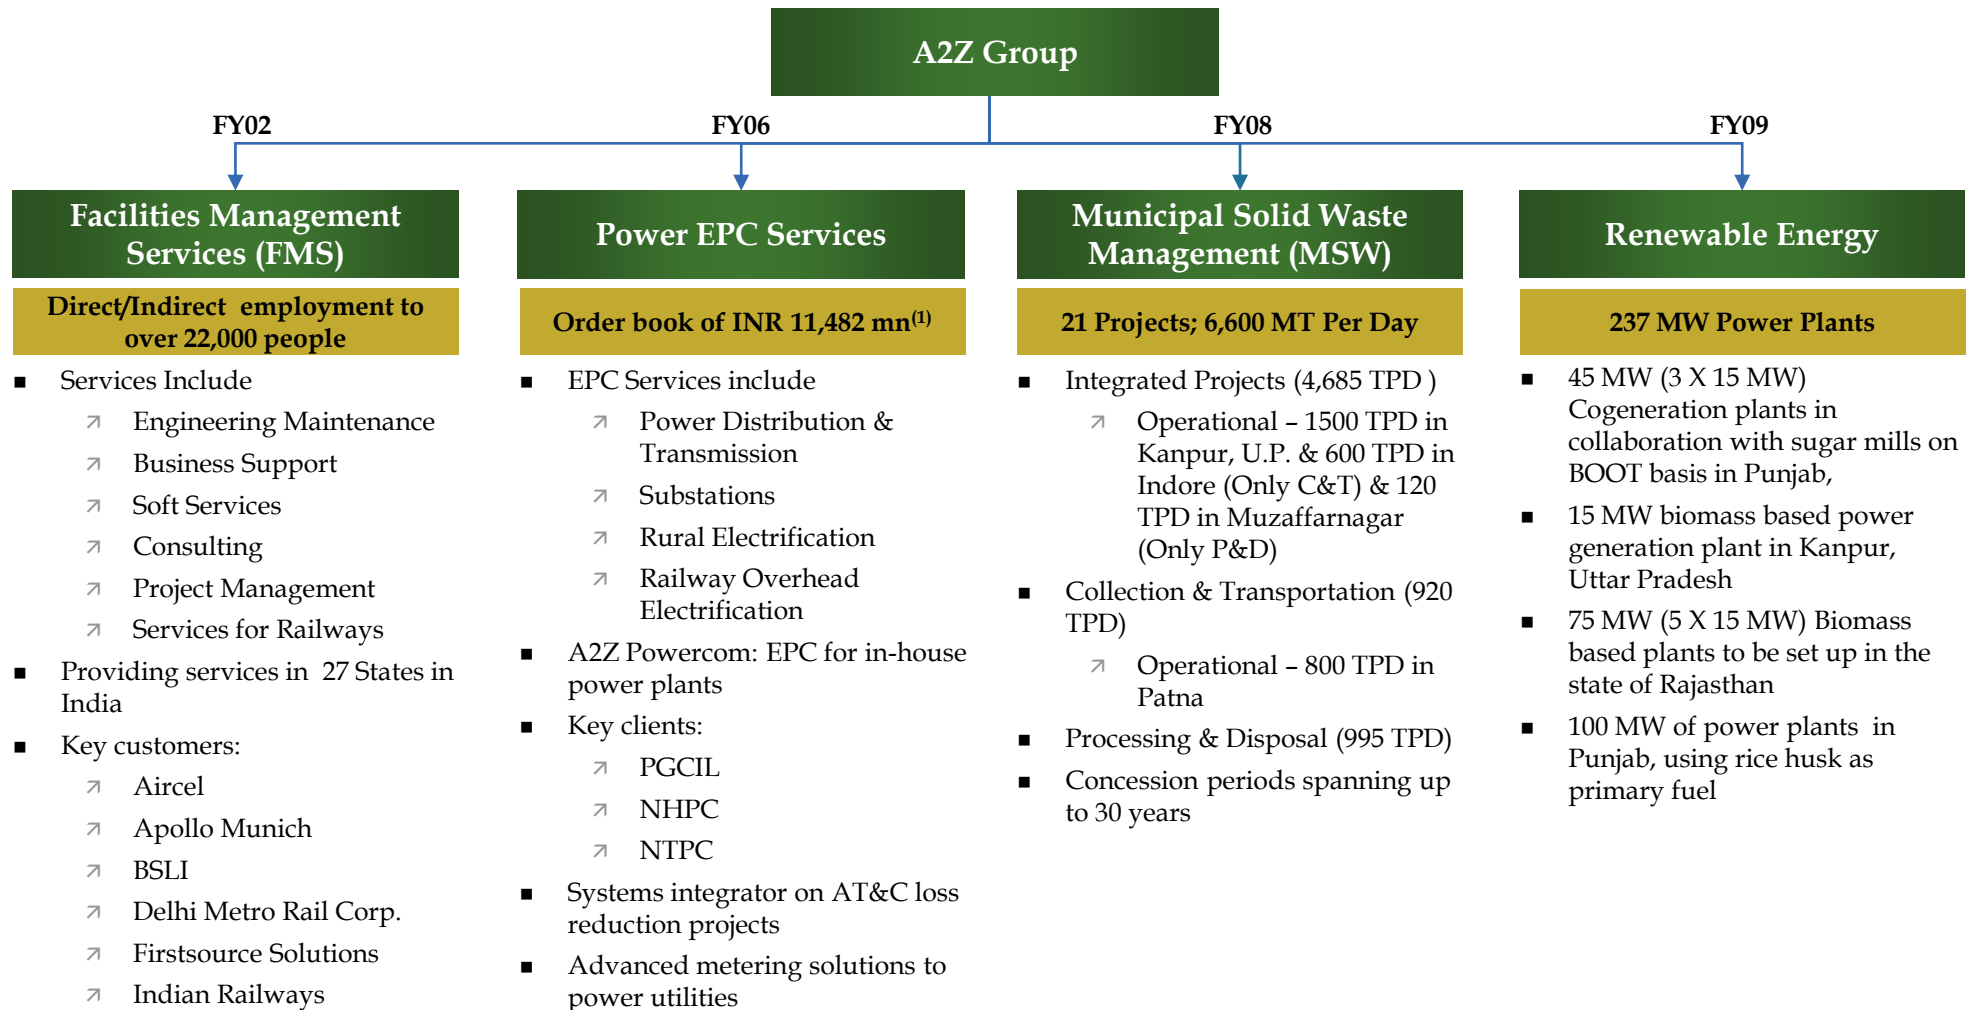 A2Z Group
FY02
FY06
FY08
FY09
Facilities Management
Services (FMS)
Direct/Indirect employment to
over 22,000 people
■ Services Include
Engineering Maintenance
Business Support
Soft Services
Consulting
Project Management
Services for Railways
■ Providing services in 27 States in
India
■ Key customers:
Aircel
Apollo Munich
BSLI
Delhi Metro Rail Corp.
Firstsource Solutions
Indian Railways
Power EPC Services
Order book of INR 11,482 mn(1)
■ EPC Services include
Power Distribution &
Transmission
Substations
Rural Electrification
Railway Overhead
Electrification
■ A2Z Powercom: EPC for in-house
power plants
■ Key clients:
PGCIL
NHPC
NTPC
■ Systems integrator on AT&C loss
reduction projects
■ Advanced metering solutions to
power utilities
Municipal Solid Waste
Management (MSW)
21 Projects; 6,600 MT Per Day
■ Integrated Projects (4,685 TPD )
Operational – 1500 TPD in
Kanpur, U.P. & 600 TPD in
Indore (Only C&T) & 120
TPD in Muzaffarnagar
(Only P&D)
■ Collection & Transportation (920
TPD)
Operational – 800 TPD in
Patna
■ Processing & Disposal (995 TPD)
■ Concession periods spanning up
to 30 years
Renewable Energy
237 MW Power Plants
■ 45 MW (3 X 15 MW)
Cogeneration plants in
collaboration with sugar mills on
BOOT basis in Punjab,
■ 15 MW biomass based power
generation plant in Kanpur,
Uttar Pradesh
■ 75 MW (5 X 15 MW) Biomass
based plants to be set up in the
state of Rajasthan
■ 100 MW of power plants in
Punjab, using rice husk as
primary fuel